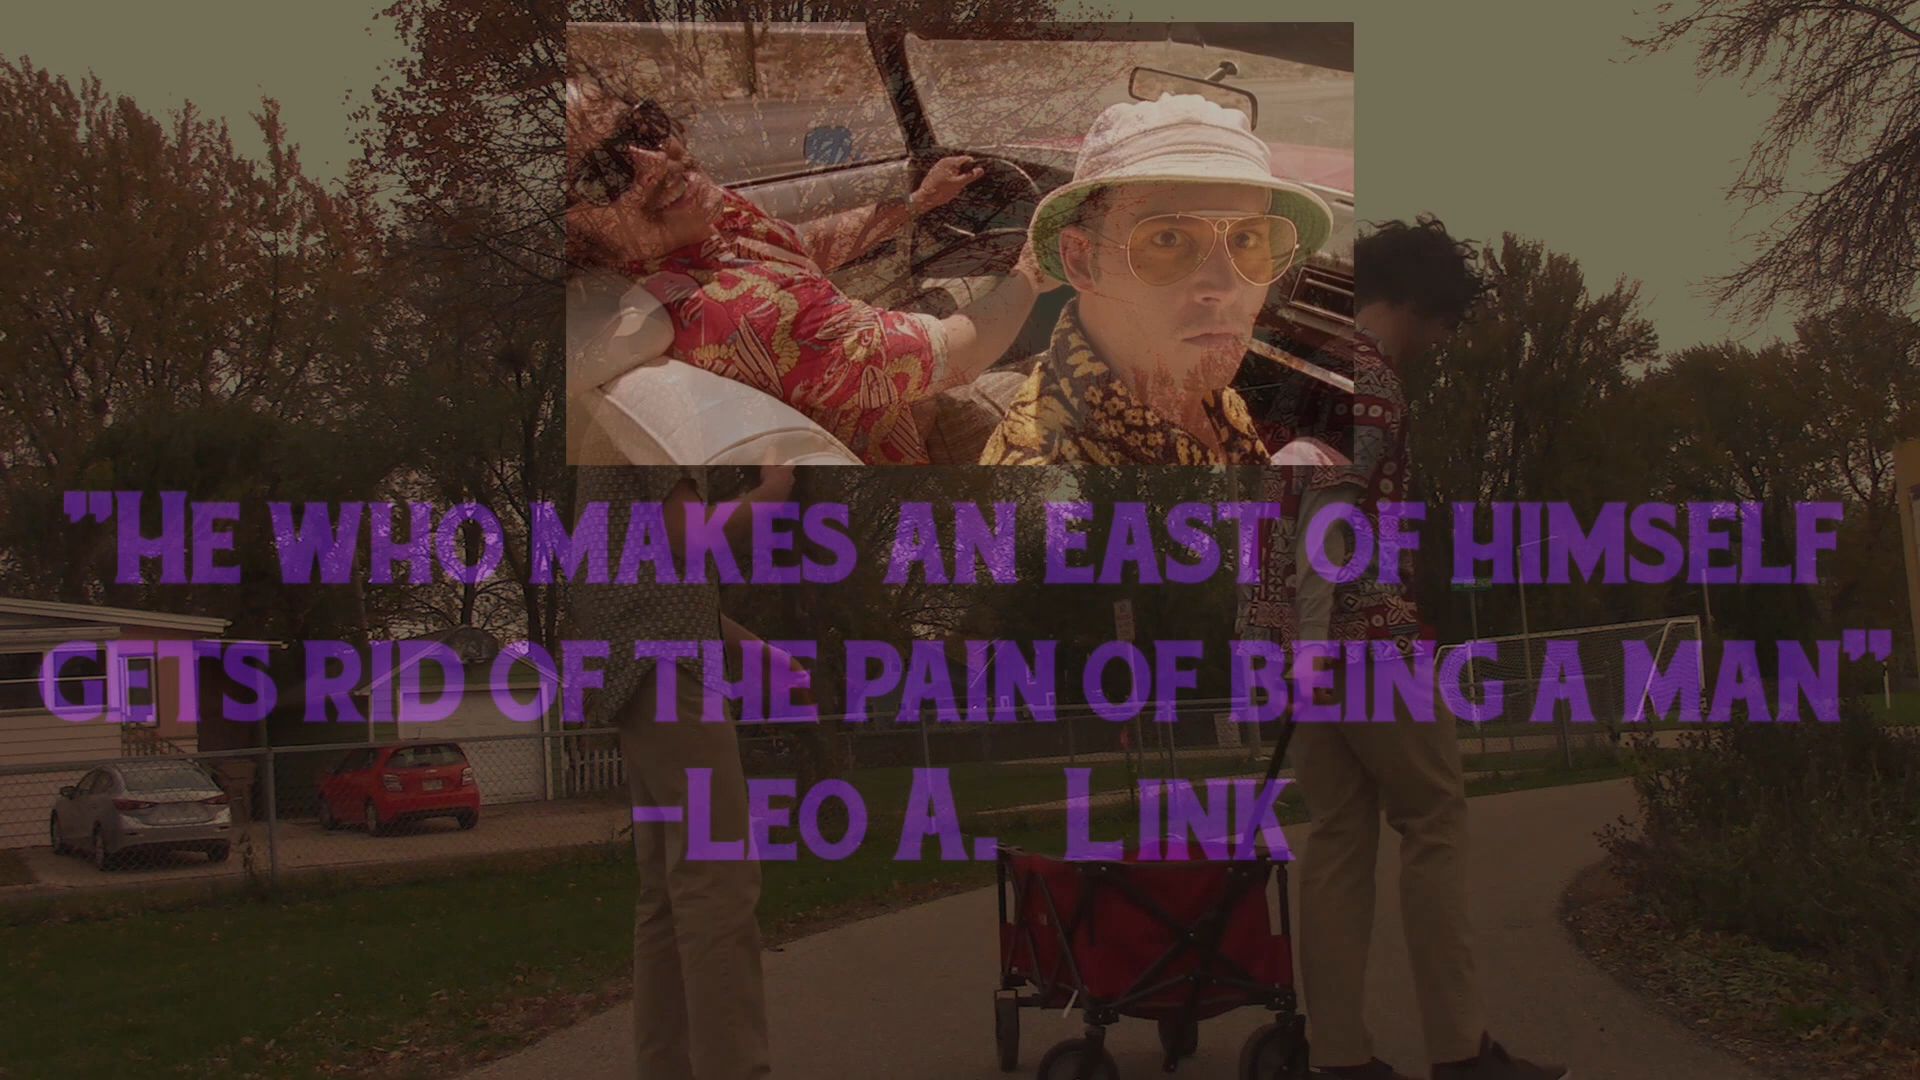 "He who makes an east of himself
gets rid of the pain of being a man"
-Leo A. Link